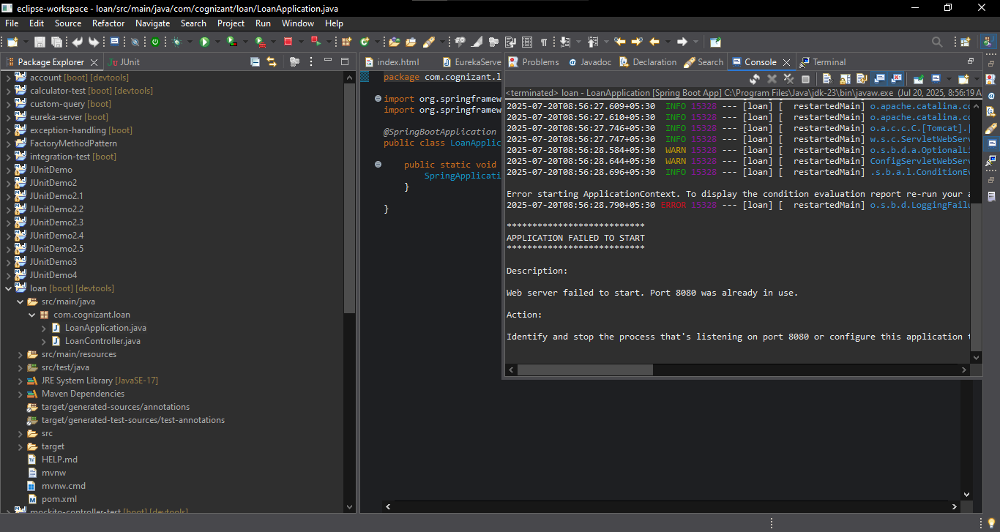 eclipse-workspace - loan/src/main/java/com/cognizant/loan/LoanApplication.java
File Edit Source Refactor Navigate Search Project Run Window Help
Package Explorer JUnit
account [boot] [devtools]
calculator-test [boot] [devtools]
custom-query [boot]
eureka-server [boot]
exception-handling [boot]
FactoryMethodPattern
integration-test [boot]
JUnitDemo
JUnitDemo2
JUnitDemo2.1
JUnitDemo2.2
JUnitDemo2.3
JUnitDemo2.4
JUnitDemo2.5
JUnitDemo3
JUnitDemo4
loan [boot] [devtools]
src/main/java
com.cognizant.loan
LoanApplication.java
LoanController.java
src/main/resources
src/test/java
JRE System Library [JavaSE-17]
Maven Dependencies
target/generated-sources/annotations
target/generated-test-sources/test-annotations
src
target
HELP.md
mvnw
mvnw.cmd
pom.xml
mockito-controller-test [boot] [devtools]
index.html EurekaServe
package com.cognizant.l
import org.springframew
import org.springframew
@SpringBootApplication
public class LoanApplic
public static void
SpringApplicati
}
}
Problems Javadoc Declaration Search Console Terminal
<terminated> loan - LoanApplication [Spring Boot App] C:\Program Files\Java\jdk-23\bin\javaw.exe (Jul 20, 2025, 8:56:19 A
2025-07-20T08:56:27.609+05:30 INFO 15328 --- [loan] [ restartedMain] o.apache.catalina.co
2025-07-20T08:56:27.610+05:30 INFO 15328 --- [loan] [ restartedMain] o.apache.catalina.co
2025-07-20T08:56:27.746+05:30 INFO 15328 --- [loan] [ restartedMain] o.a.c.c.C.[Tomcat].[
2025-07-20T08:56:27.747+05:30 INFO 15328 --- [loan] [ restartedMain] w.s.c.ServletWebServ
2025-07-20T08:56:28.584+05:30 WARN 15328 --- [loan] [ restartedMain] o.s.b.d.a.OptionalLi
2025-07-20T08:56:28.644+05:30 WARN 15328 --- [loan] [ restartedMain] ConfigServletWebServ
2025-07-20T08:56:28.696+05:30 INFO 15328 --- [loan] [ restartedMain] .s.b.a.l.ConditionEv
Error starting ApplicationContext. To display the condition evaluation report re-run your a
2025-07-20T08:56:28.790+05:30 ERROR 15328 --- [loan] [ restartedMain] o.s.b.d.LoggingFailu
***************************
APPLICATION FAILED TO START
***************************
Description:
Web server failed to start. Port 8080 was already in use.
Action:
Identify and stop the process that's listening on port 8080 or configure this application t